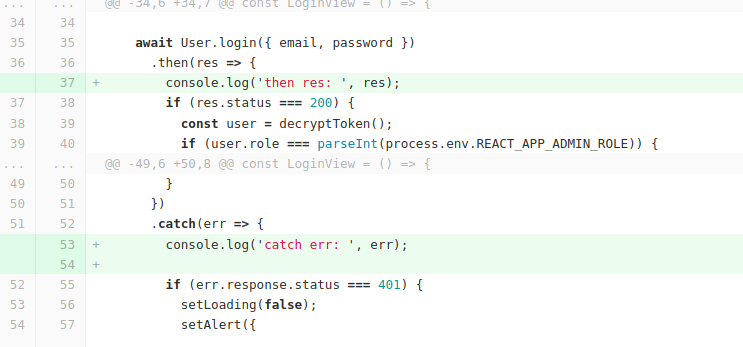 ... ... @@ -34,6 +34,7 @@ const LoginView = () => {
34 34
35 35 await User.login({ email, password })
36 36 .then(res => {
37 + console.log('then res: ', res);
37 38 if (res.status === 200) {
38 39 const user = decryptToken();
39 40 if (user.role === parseInt(process.env.REACT_APP_ADMIN_ROLE)) {
... ... @@ -49,6 +50,8 @@ const LoginView = () => {
49 50 }
50 51 })
51 52 .catch(err => {
53 + console.log('catch err: ', err);
54 +
52 55 if (err.response.status === 401) {
53 56 setLoading(false);
54 57 setAlert({